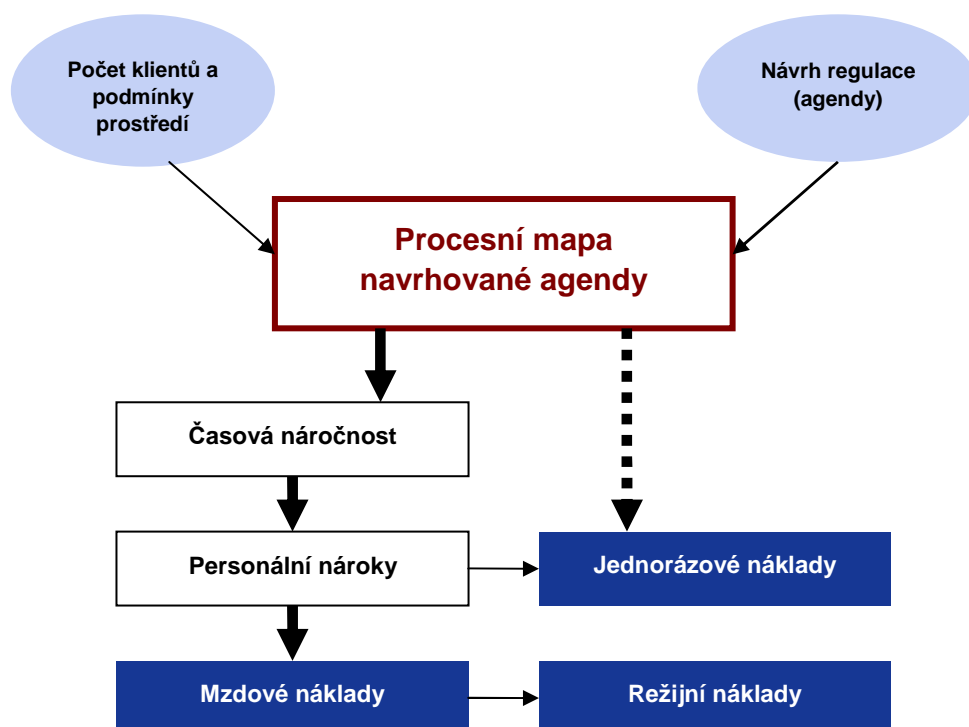 Počet klientů a
podmínky
prostředí
Návrh regulace
(agendy)
Procesní mapa
navrhované agendy
Časová náročnost
Personální nároky
Jednorázové náklady
Mzdové náklady
Režijní náklady